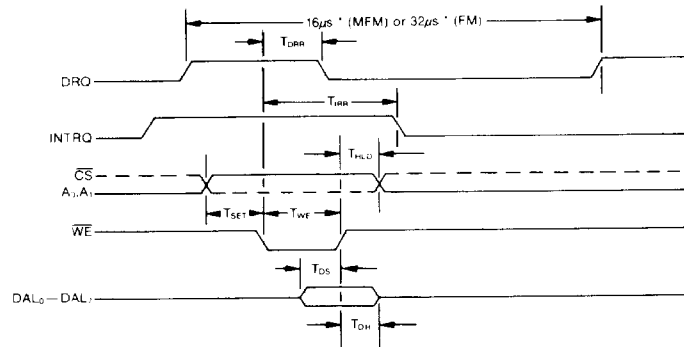 16µs * (MFM) or 32µs * (FM)
TDRR
DRQ
TIRR
INTRQ
THLD
CS
A0,A1
TSET
TWE
WE
TDS
DAL0—DAL7
TDH